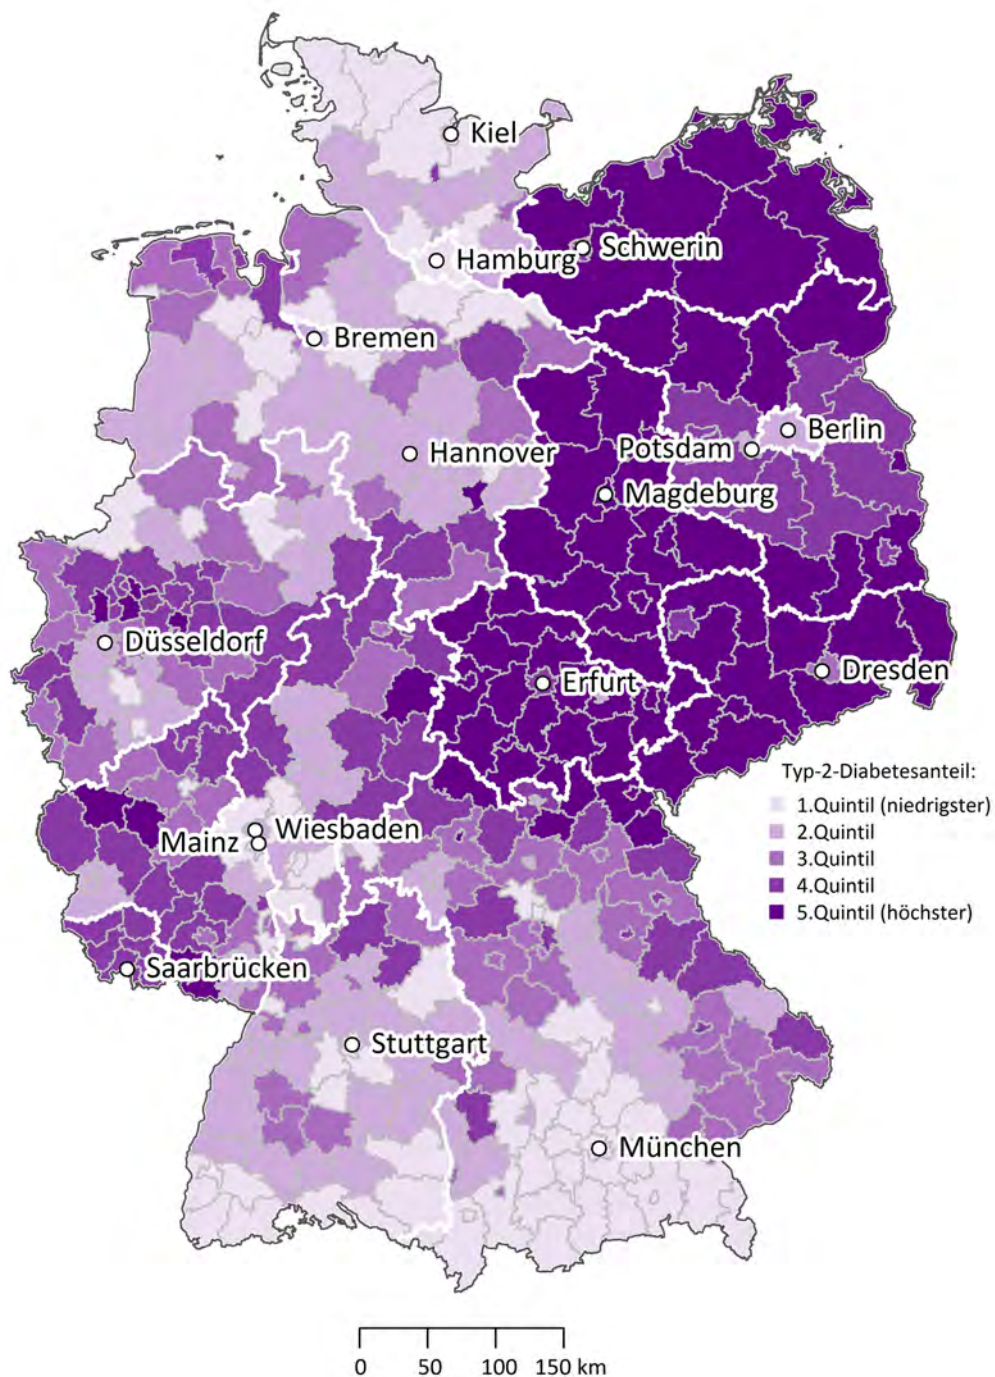 Kiel
Schwerin
Hamburg
Bremen
Berlin
Hannover
Potsdam
Magdeburg
Düsseldorf
Erfurt
Dresden
Typ-2-Diabetesanteil:
1.Quintil (niedrigster)
2.Quintil
3.Quintil
4.Quintil
5.Quintil (höchster)
Wiesbaden
Mainz
Saarbrücken
Stuttgart
München
0 50 100 150 km